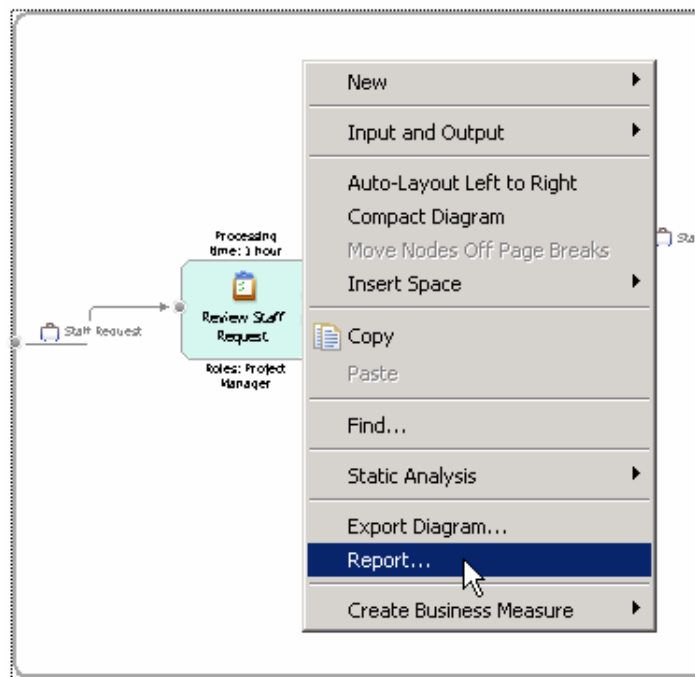 New
Input and Output
Auto-Layout Left to Right
Compact Diagram
Move Nodes Off Page Breaks
Insert Space
Copy
Paste
Find...
Static Analysis
Export Diagram...
Report...
Create Business Measure
Processing
time: 1 hour
Review Staff
Request
Roles: Project
Manager
Staff Request
Sta